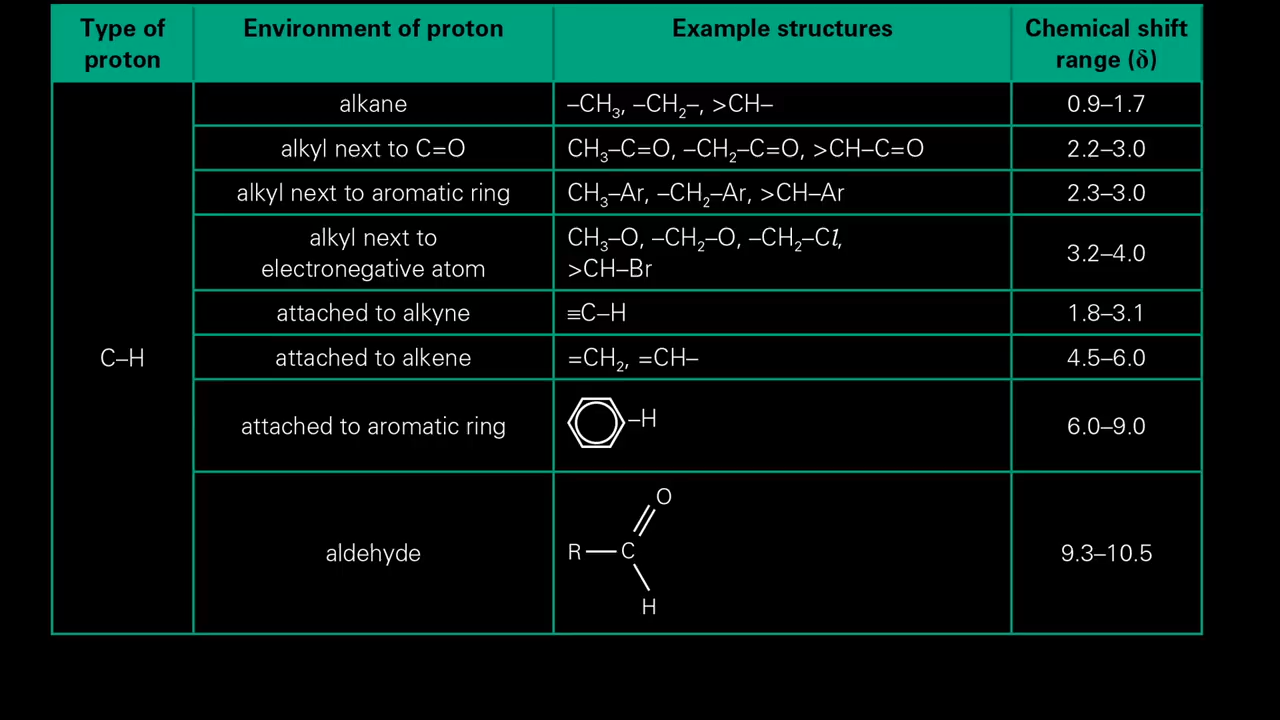 Type of proton
Environment of proton
Example structures
Chemical shift range (δ)
C–H
alkane
–CH₃, –CH₂–, >CH–
0.9–1.7
alkyl next to C=O
CH₃–C=O, –CH₂–C=O, >CH–C=O
2.2–3.0
alkyl next to aromatic ring
CH₃–Ar, –CH₂–Ar, >CH–Ar
2.3–3.0
alkyl next to
electronegative atom
CH₃–O, –CH₂–O, –CH₂–Cl,
>CH–Br
3.2–4.0
attached to alkyne
≡C–H
1.8–3.1
attached to alkene
=CH₂, =CH–
4.5–6.0
attached to aromatic ring
–H
6.0–9.0
aldehyde
O
R–C
H
9.3–10.5